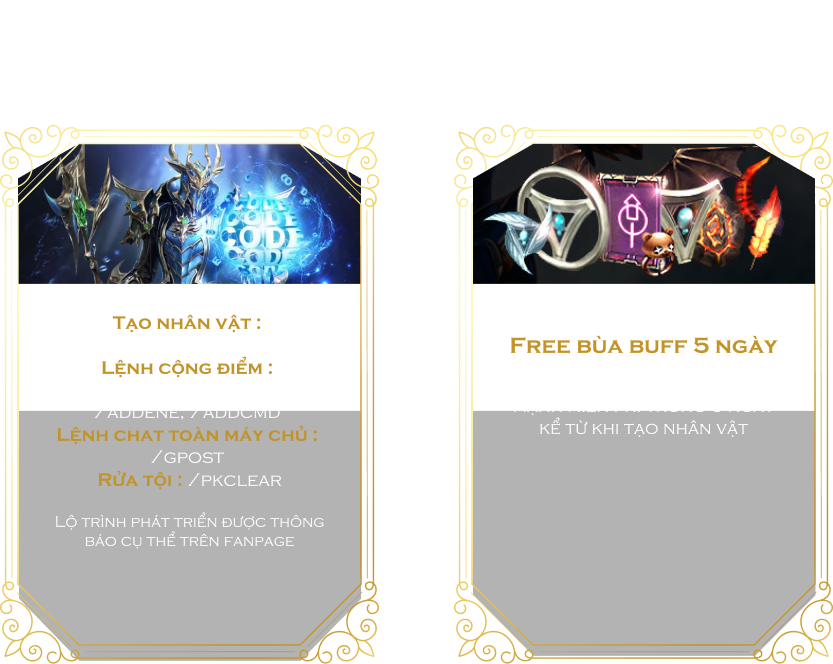 CODE
CODE
CODE
CODE
Tạo nhân vật :
Lệnh cộng điểm :
/addene, /addcmd
Lệnh chat toàn máy chủ :
/gpost
Rửa tội : /pkclear
Lộ trình phát triển được thông
báo cụ thể trên fanpage
Free bùa buff 5 ngày
kể từ khi tạo nhân vật